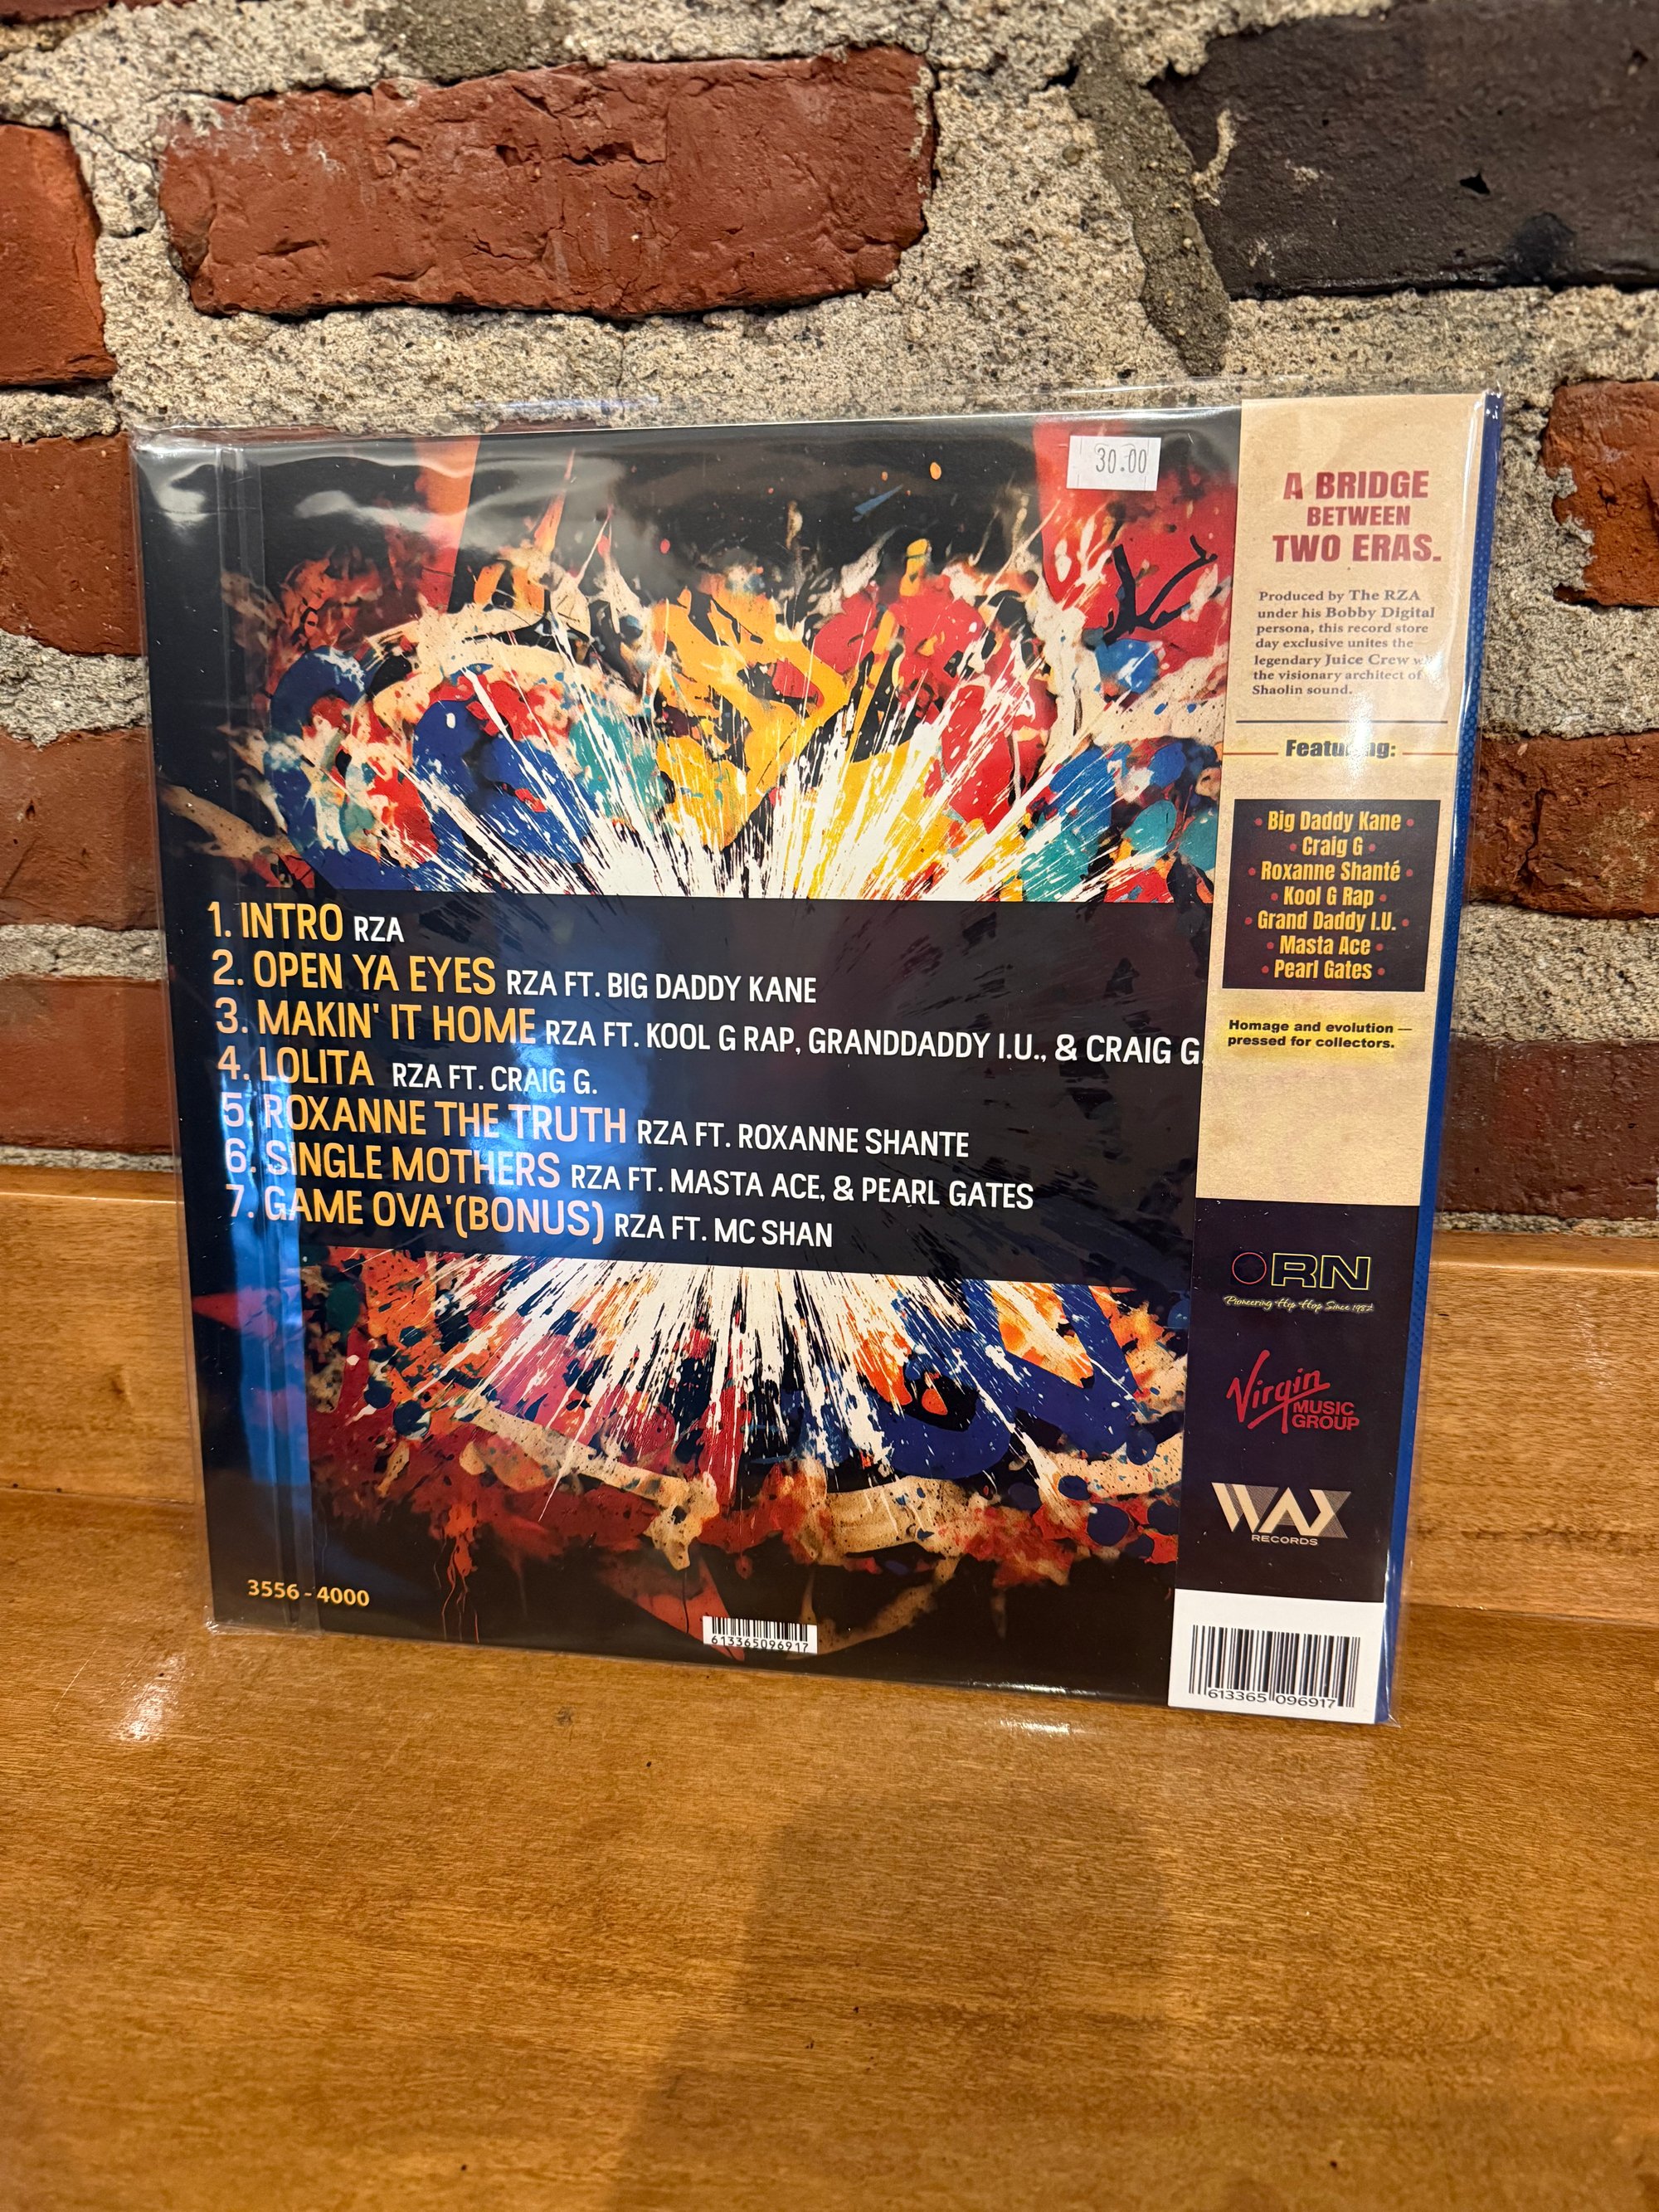 30.00
A BRIDGE
BETWEEN
TWO ERAS.
Produced by The RZA
under his Bobby Digital
persona, this record store
day exclusive unites the
legendary Juice Crew
the visionary architect of
Shaolin sound.
Featuring:
• Big Daddy Kane •
• Craig G •
• Roxanne Shanté •
• Kool G Rap •
• Grand Daddy I.U. •
• Masta Ace •
• Pearl Gates •
Homage and evolution —
pressed for collectors.
1. INTRO RZA
2. OPEN YA EYES RZA FT. BIG DADDY KANE
3. MAKIN' IT HOME RZA FT. KOOL G RAP, GRANDDADDY I.U., & CRAIG G.
4. LOLITA RZA FT. CRAIG G.
5. ROXANNE THE TRUTH RZA FT. ROXANNE SHANTE
6. SINGLE MOTHERS RZA FT. MASTA ACE, & PEARL GATES
7. GAME OVA'(BONUS) RZA FT. MC SHAN
ORN
Pioneering Hip-Hop Since 1982
Virgin
MUSIC
GROUP
WAX
RECORDS
3556 - 4000
613365096917
613365 096917